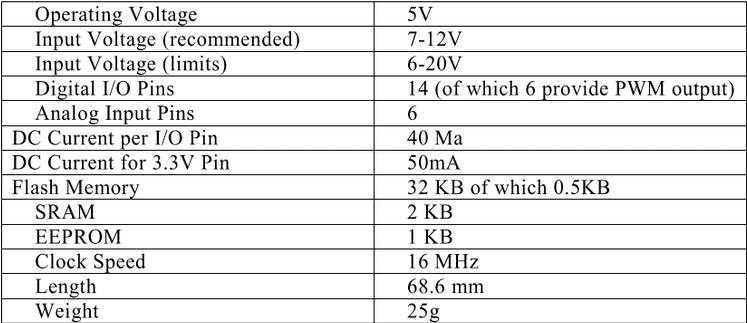 Operating Voltage 5V
Input Voltage (recommended) 7-12V
Input Voltage (limits) 6-20V
Digital I/O Pins 14 (of which 6 provide PWM output)
Analog Input Pins 6
DC Current per I/O Pin 40 Ma
DC Current for 3.3V Pin 50mA
Flash Memory 32 KB of which 0.5KB
SRAM 2 KB
EEPROM 1 KB
Clock Speed 16 MHz
Length 68.6 mm
Weight 25g